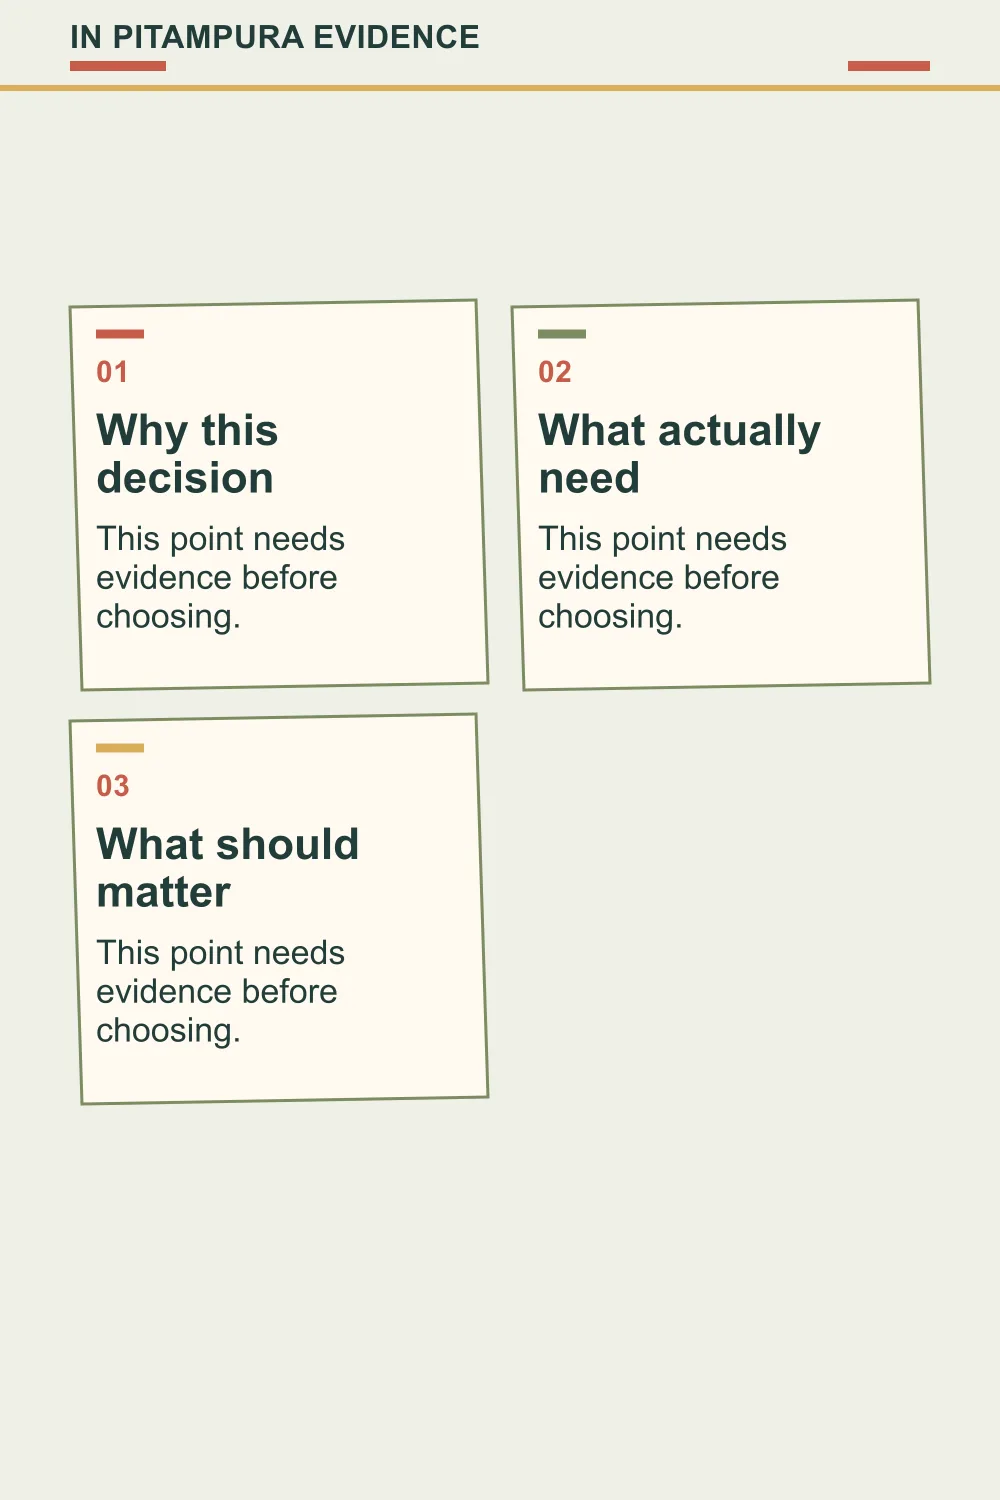 IN PITAMPURA EVIDENCE
01
Why this
decision
This point needs
evidence before
choosing.
02
What actually
need
This point needs
evidence before
choosing.
03
What should
matter
This point needs
evidence before
choosing.